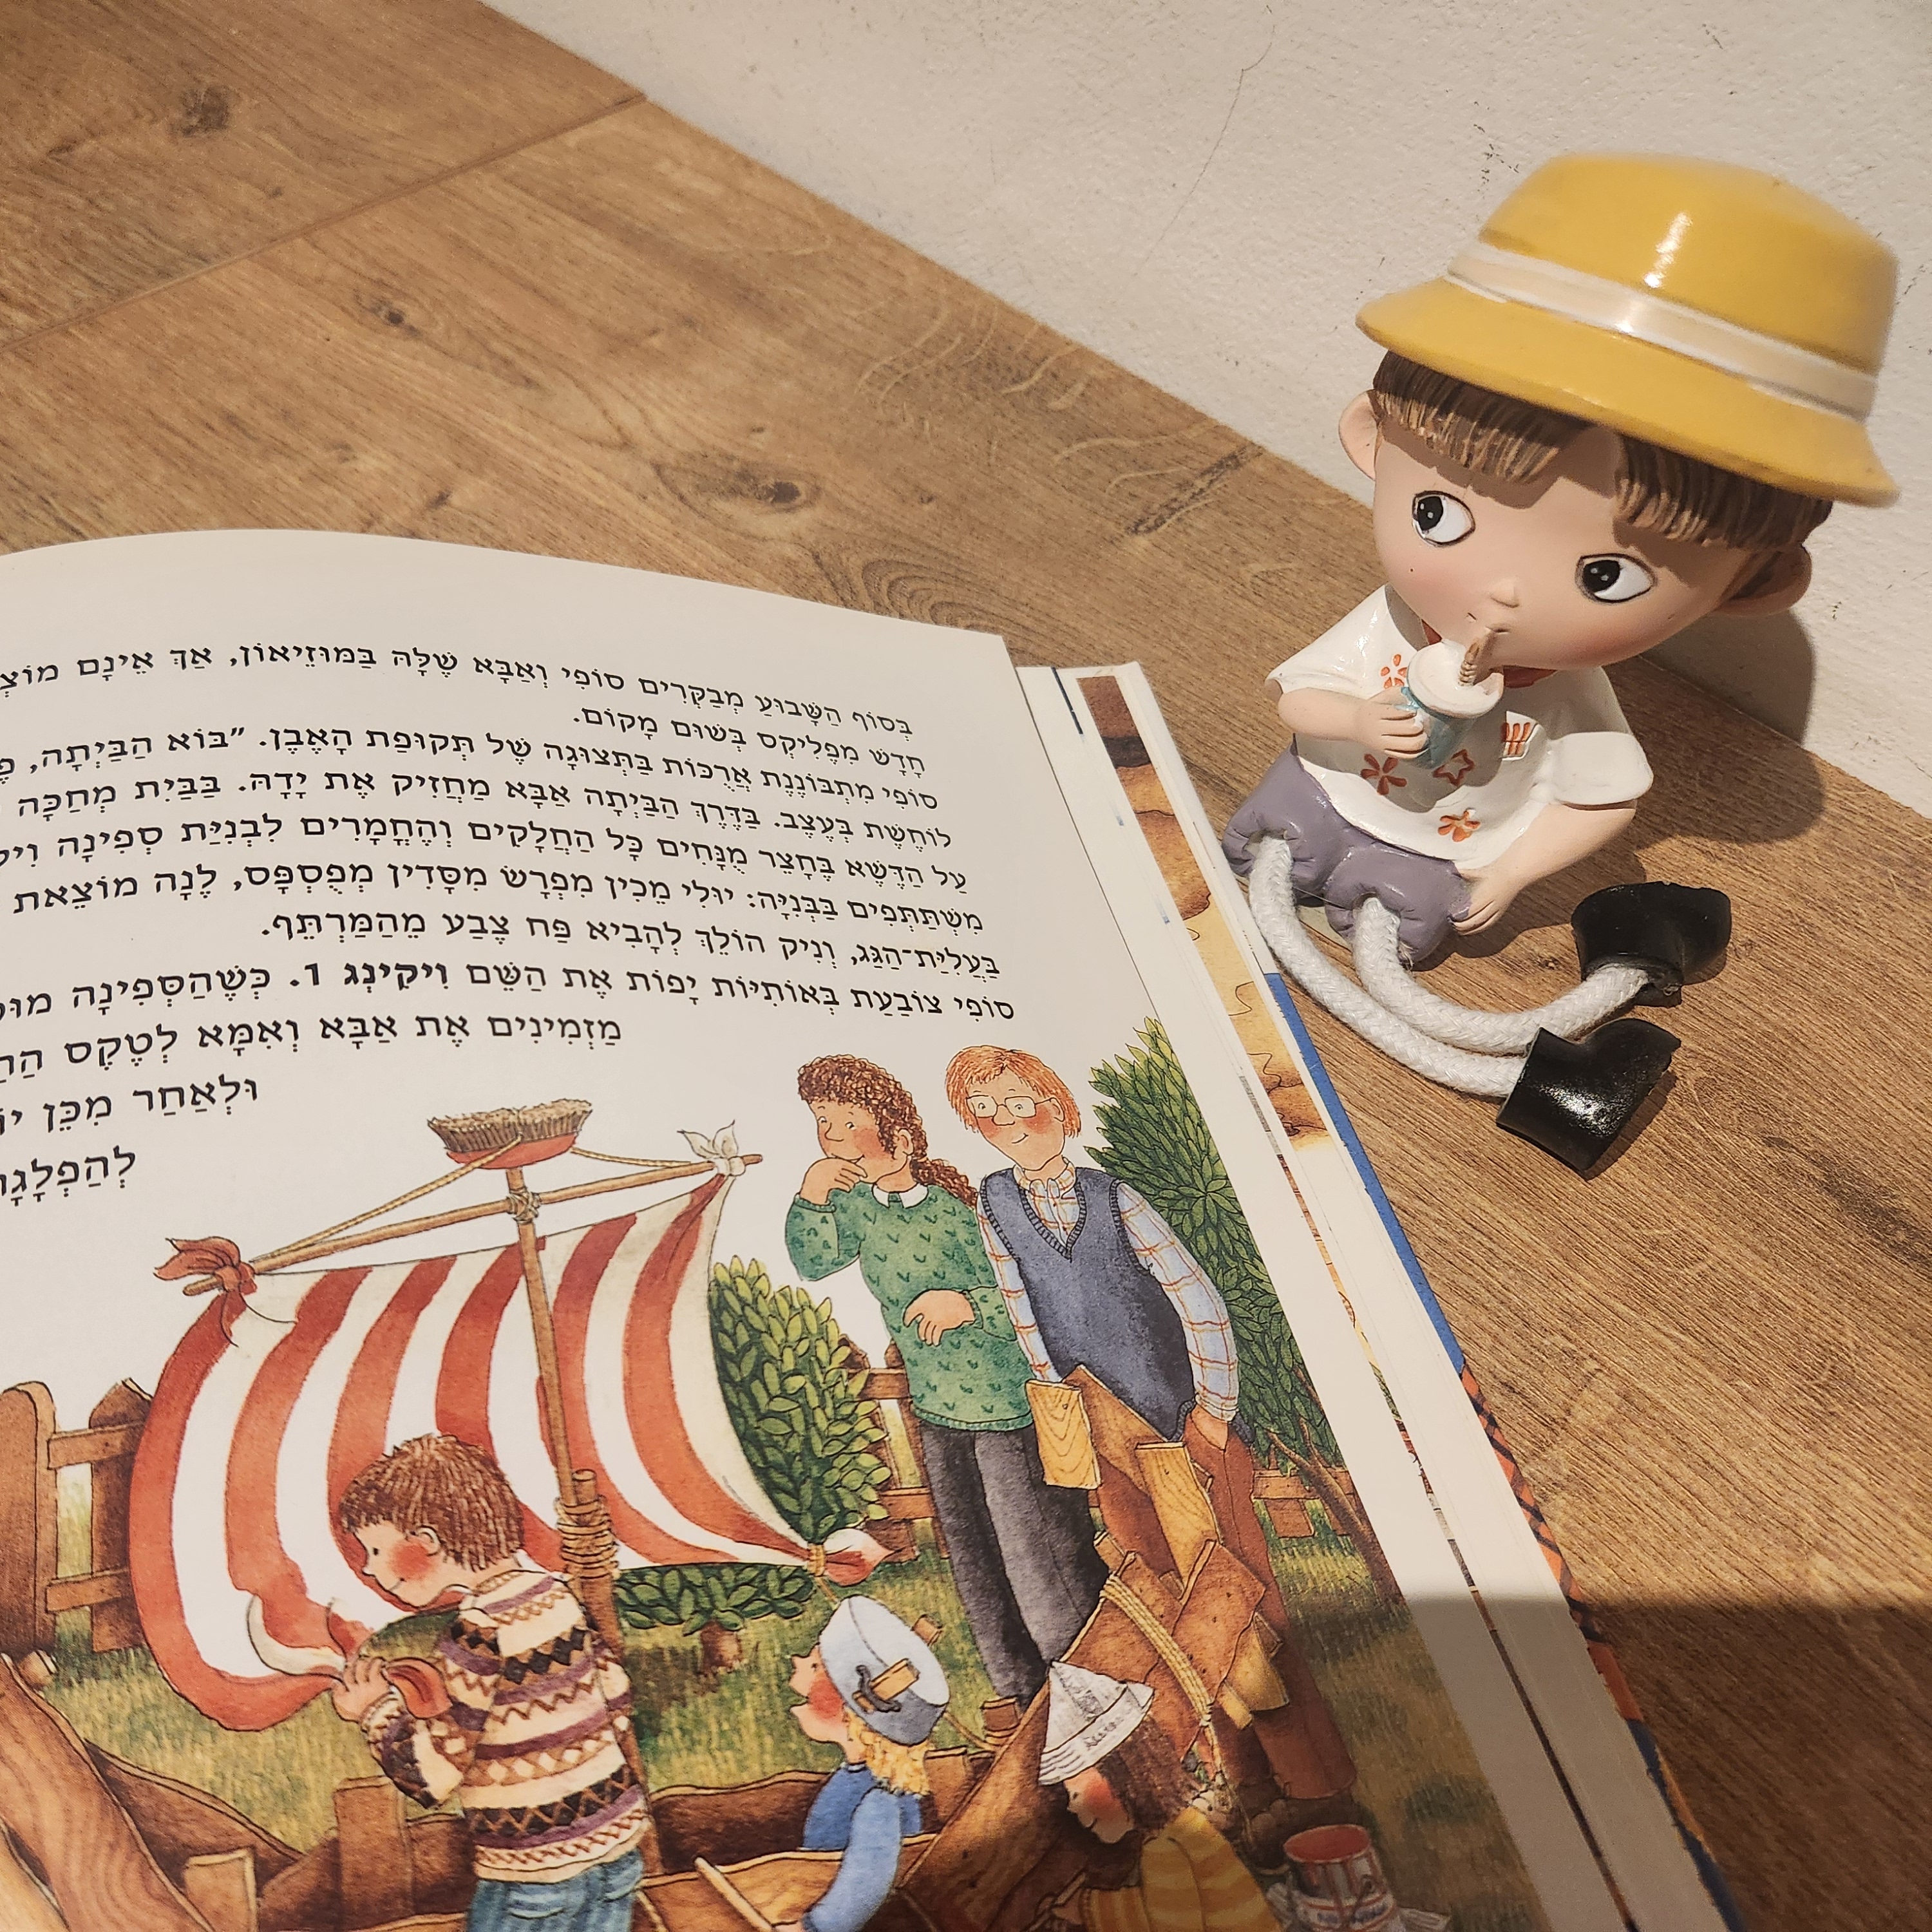 בְּסוֹף הַשָּׁבוּעַ מְבַקְּרִים סוֹפִי וְאַבָּא שֶׁלָּהּ בַּמּוּזֵיאוֹן, אַךְ אֵינָם
חָדָשׁ מִפֶלִיקְס בְּשׁוּם מָקוֹם.
סוֹפִי מִתְבּוֹנֶנֶת אֲרֻכּוֹת בַּתְּצוּגָה שֶׁל תְּקוּפַת הָאֶבֶן. ״בּוֹא הַבַּיְתָה,
לוֹחֶשֶׁת בְּעֶצֶב. בַּדֶּרֶךְ הַבַּיְתָה אַבָּא מַחֲזִיק אֶת יָדָהּ. בַּבַּיִת מְחַכָּה
עַל הַדֶּשֶׁא בֶּחָצֵר מֻנָּחִים כָּל הַחֲלָקִים וְהֶחֳמָרִים לִבְנִיַּת סְפִינָה
מִשְׁתַּתְּפִים בַּבְּנִיָּה: יוּלִי מֵכִין מִפְרָשׂ מִסָּדִין מְפֻסְפָּס, לֶנָה מוֹצֵאת
בַּעֲלִיַּת־הַגַּג, וְנִיק הוֹלֵךְ לְהָבִיא פַּח צֶבַע מֵהַמַּרְתֵּף.
סוֹפִי צוֹבַעַת בְּאוֹתִיּוֹת יָפוֹת אֶת הַשֵּׁם וִיקִינְג 1. כְּשֶׁהַסְּפִינָה
מַזְמִינִים אֶת אַבָּא וְאִמָּא לְטֶקֶס
וּלְאַחַר מִכֵּן